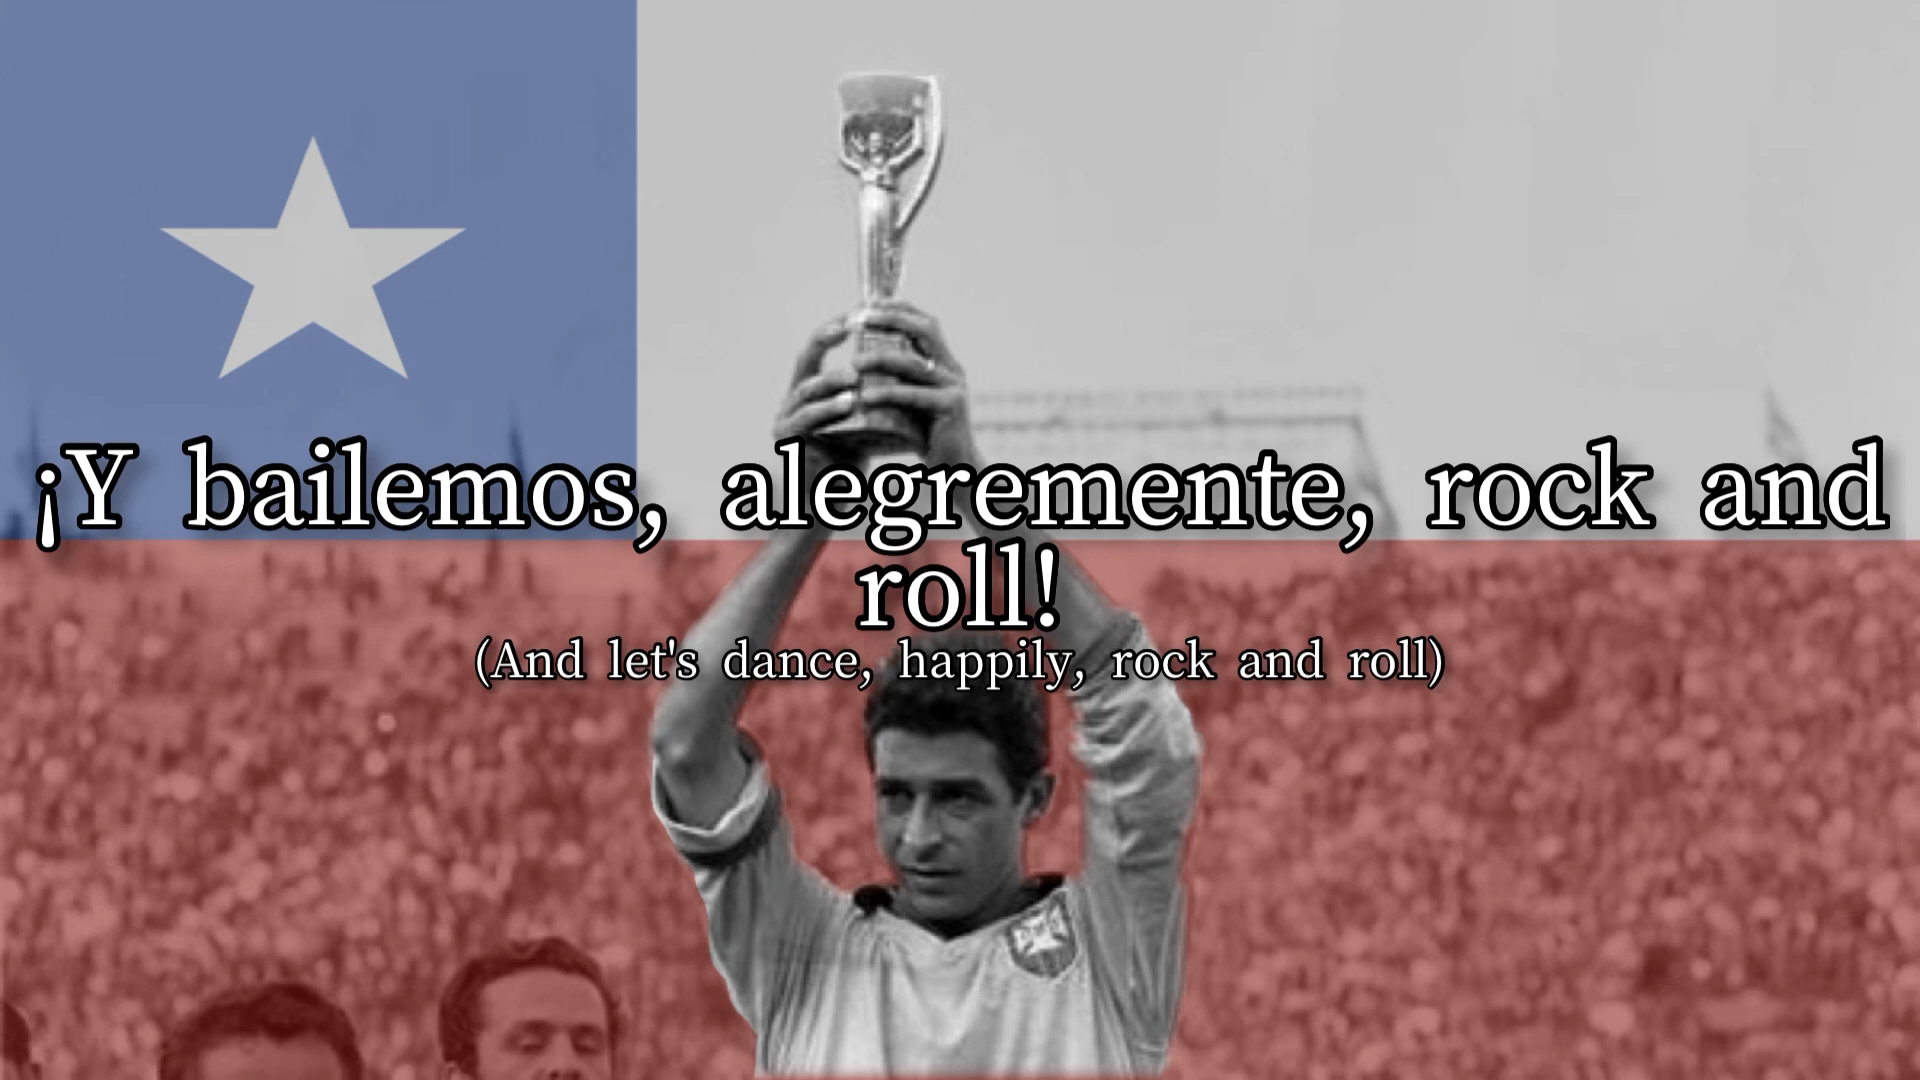 ¡Y bailemos, alegremente, rock and
roll!
(And let's dance, happily, rock and roll)